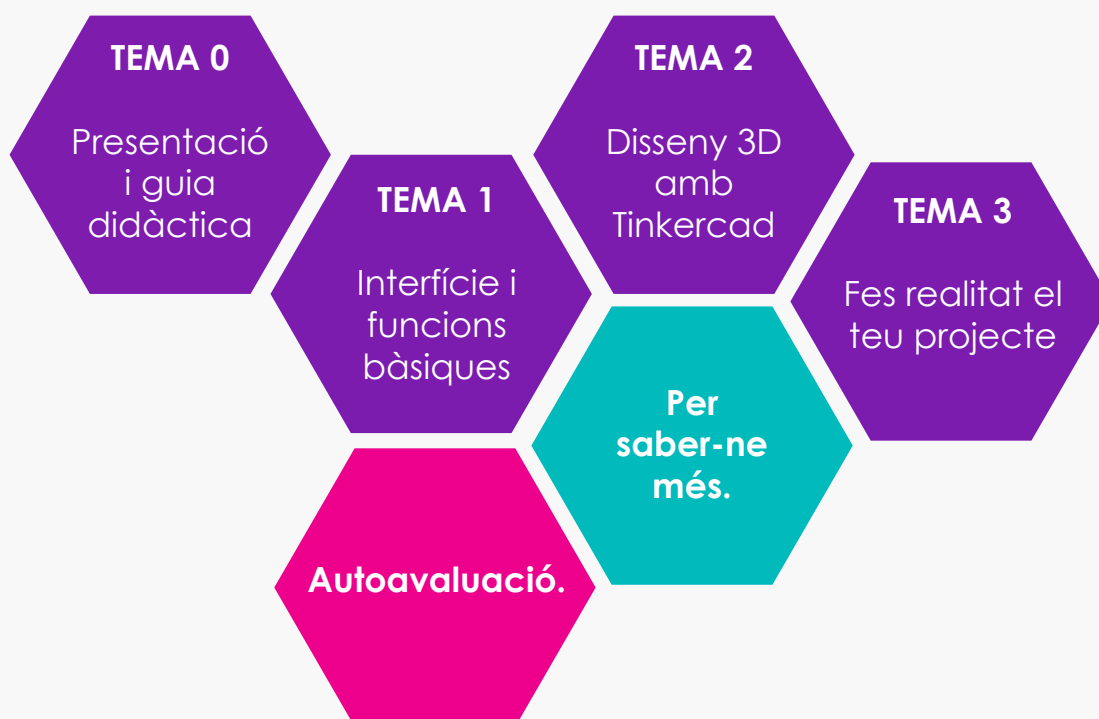 TEMA 0
Presentació
i guia
didàctica
TEMA 1
Interfície i
funcions
bàsiques
TEMA 2
Disseny 3D
amb
Tinkercad
TEMA 3
Fes realitat el
teu projecte
Per
saber-ne
més.
Autoavaluació.